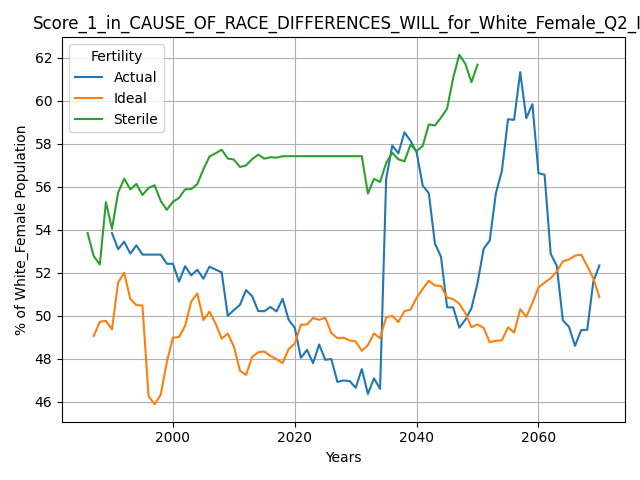 Score_1_in_CAUSE_OF_RACE_DIFFERENCES_WILL_for_White_Female_Q2_I
Fertility
Actual
Ideal
Sterile
% of White_Female Population
62
60
58
56
54
52
50
48
46
2000
2020
2040
2060
Years